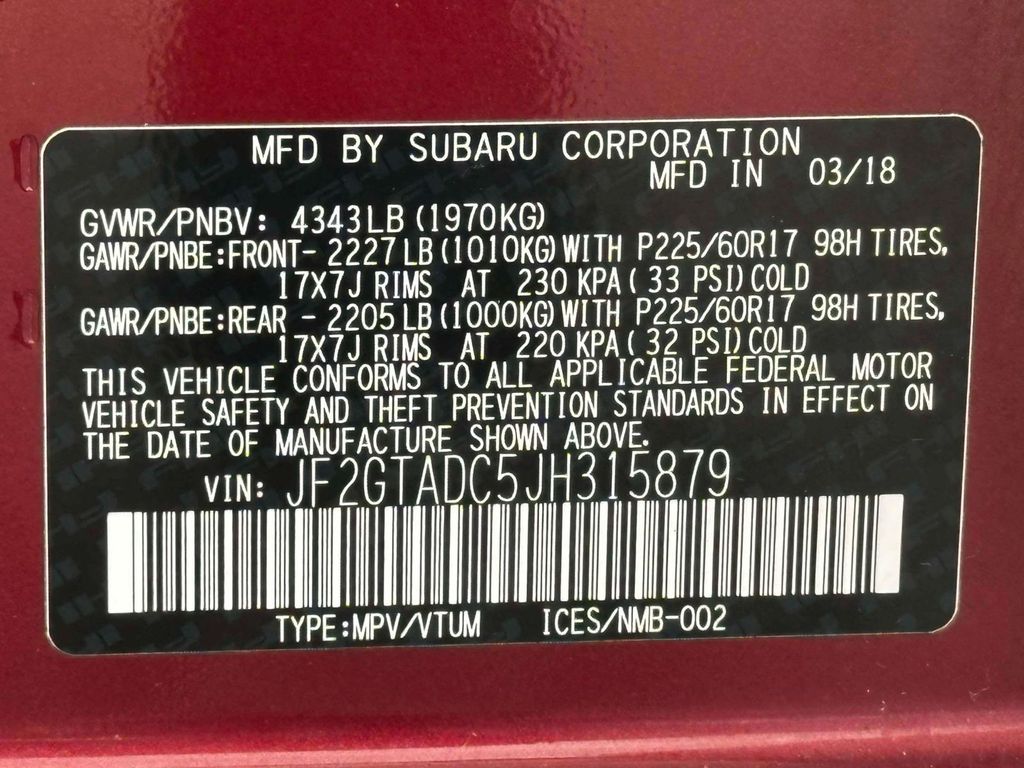 MFD BY SUBARU CORPORATION
MFD IN 03/18
GVWR/PNBV: 4343LB (1970KG)
GAWR/PNBE:FRONT- 2227 LB (1010KG) WITH P225/60R17 98H TIRES,
17X7J RIMS AT 230 KPA ( 33 PSI) COLD
GAWR/PNBE:REAR - 2205 LB (1000KG) WITH P225/60R17 98H TIRES,
17X7J RIMS AT 220 KPA ( 32 PSI) COLD
THIS VEHICLE CONFORMS TO ALL APPLICABLE FEDERAL MOTOR
VEHICLE SAFETY AND THEFT PREVENTION STANDARDS IN EFFECT ON
THE DATE OF MANUFACTURE SHOWN ABOVE.
VIN: JF2GTADC5JH315879
TYPE:MPV/VTUM ICES/NMB-002